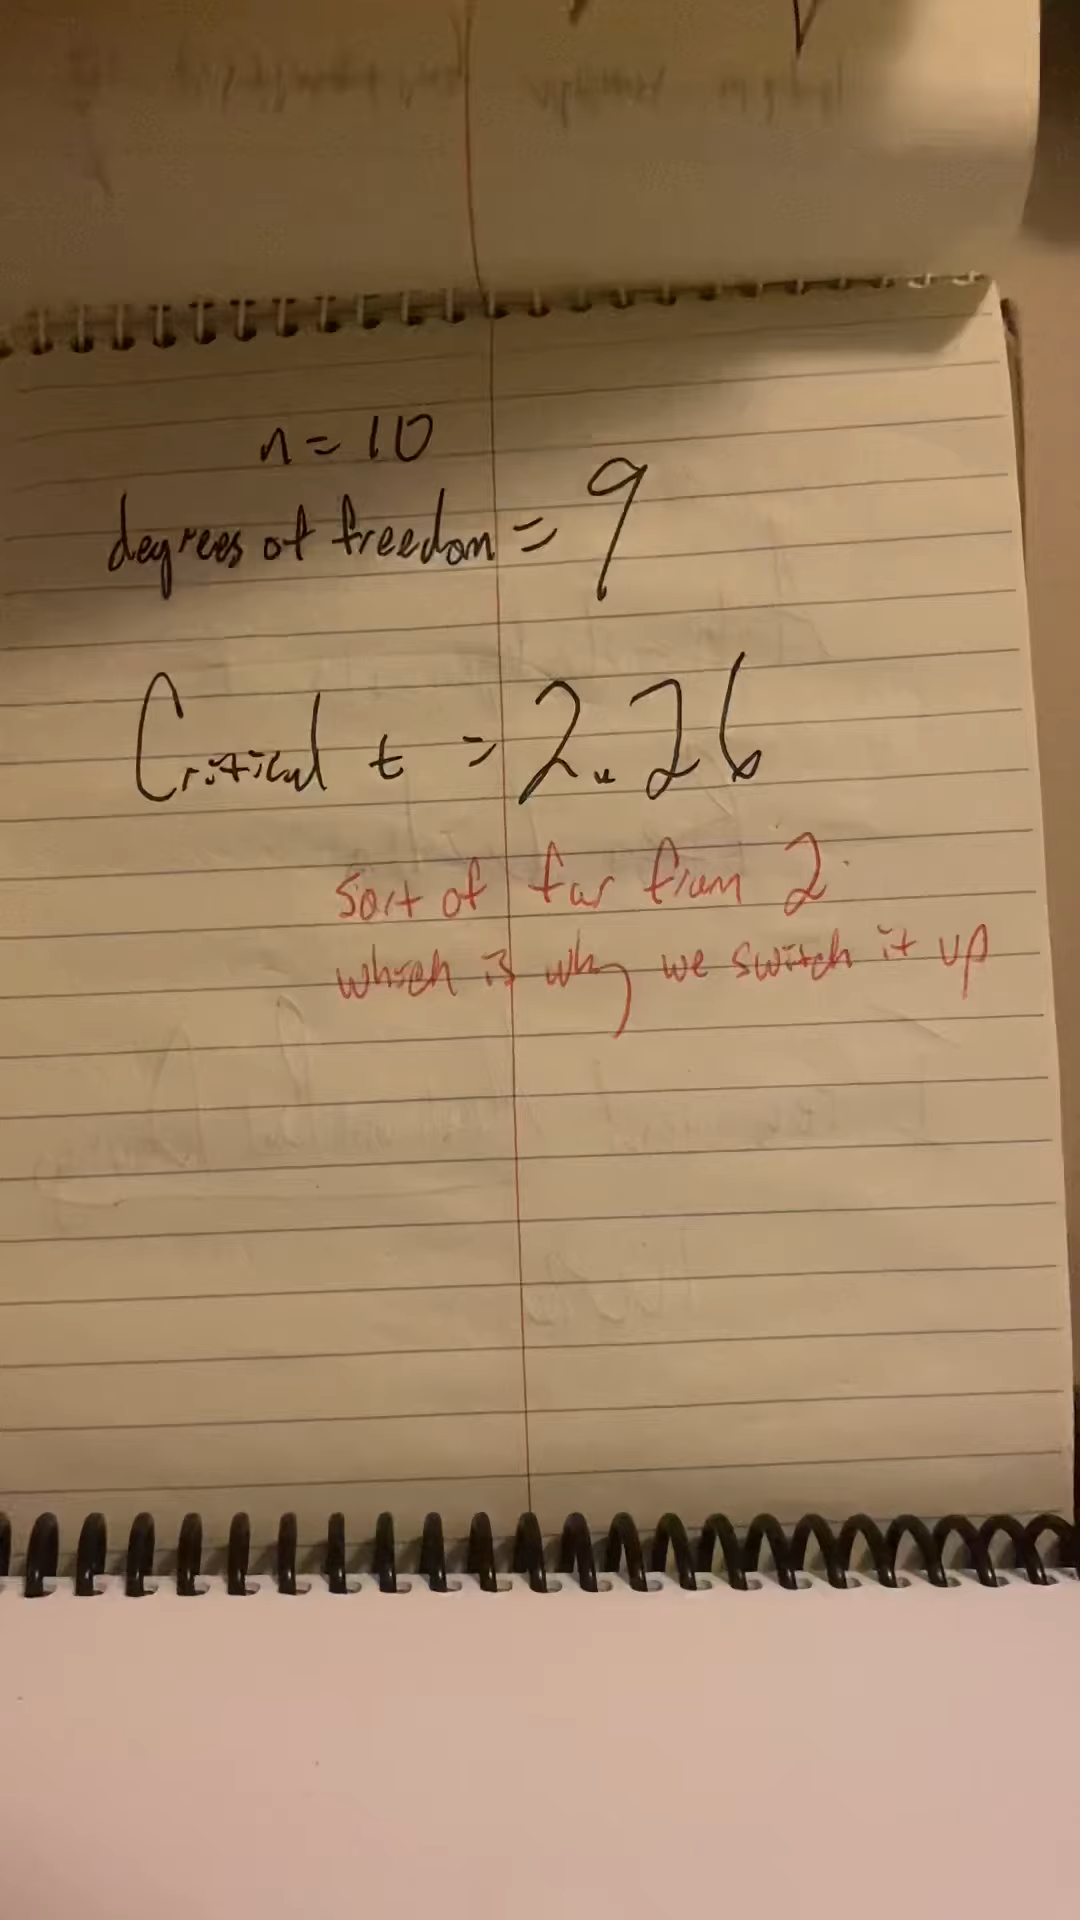 n = 10
degrees of freedom = 9
Critical t = 2.26
sort of far from 2
which is why we switch it up